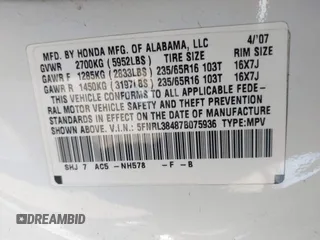 MFD. BY HONDA MFG. OF ALABAMA, LLC 4/'07
GVWR 2700KG (5952LBS) TIRE SIZE RIM SIZE
GAWR F 1285KG (2833LBS) 235/65R16 103T 16X7J
GAWR R 1450KG (3197LBS) 235/65R16 103T 16X7J
THIS VEHICLE CONFORMS TO ALL APPLICABLE FEDE-
RAL MOTOR VEHICLE SAFETY AND THEFT PREVENTION
STANDARDS IN EFFECT ON THE DATE OF MANUFACTURE
SHOWN ABOVE. V.I.N.: 5FNRL38487B075936 TYPE:MPV
SHJ 7 AC5 -NH578 -F -B
DREAMBID
dreambid.com